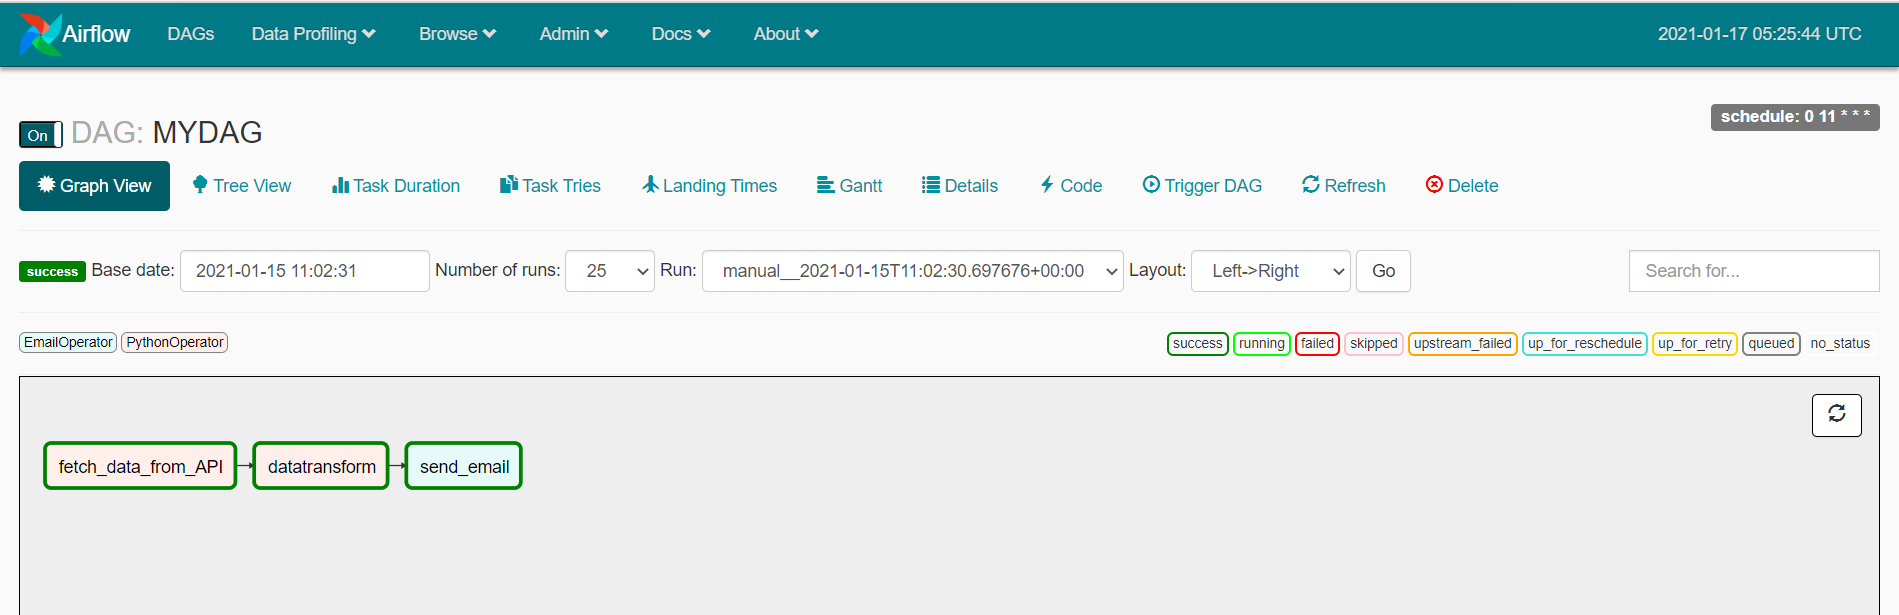 Airflow DAGs Data Profiling Browse Admin Docs About 2021-01-17 05:25:44 UTC
On DAG: MYDAG schedule: 0 11 * * *
Graph View Tree View Task Duration Task Tries Landing Times Gantt Details Code Trigger DAG Refresh Delete
success Base date: 2021-01-15 11:02:31 Number of runs: 25 Run: manual__2021-01-15T11:02:30.697676+00:00 Layout: Left->Right Go Search for...
EmailOperator PythonOperator success running failed skipped upstream_failed up_for_reschedule up_for_retry queued no_status
fetch_data_from_API datatransform send_email